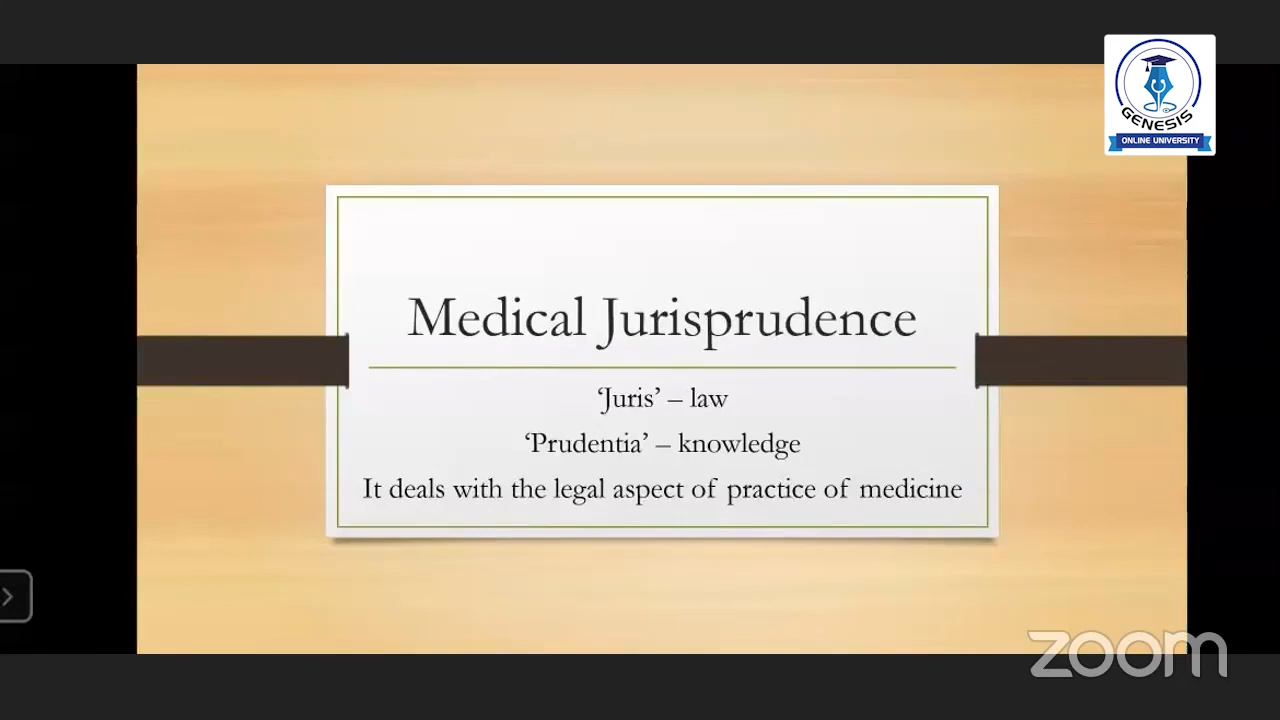 GENESIS
ONLINE UNIVERSITY
Medical Jurisprudence
‘Juris’ – law
‘Prudentia’ – knowledge
It deals with the legal aspect of practice of medicine
zoom